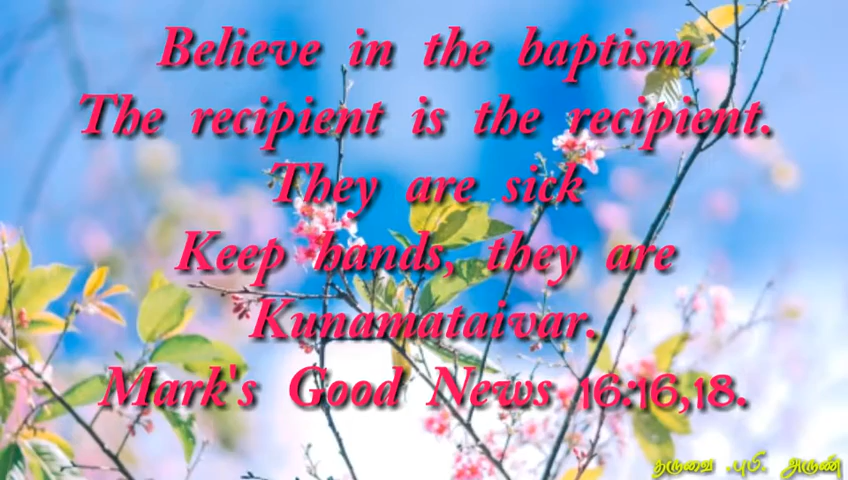 Believe in the baptism
The recipient is the recipient.
They are sick
Keep hands, they are
Kunamataivar.
Mark's Good News 16:16,18.
தருவை .பு.மி. அருண்